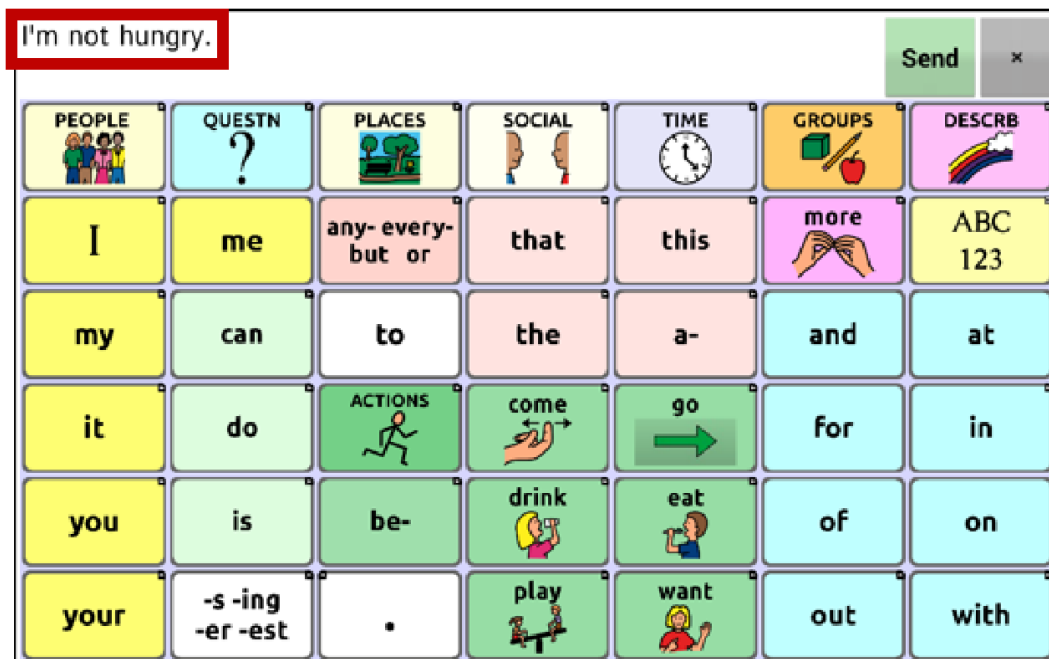 I'm not hungry.
Send ×
PEOPLE QUESTN PLACES SOCIAL TIME GROUPS DESCRB
?
I me any- every- but or that this more ABC 123
my can to the a- and at
it do ACTIONS come go for in
you is be- drink eat of on
your -s -ing -er -est . play want out with